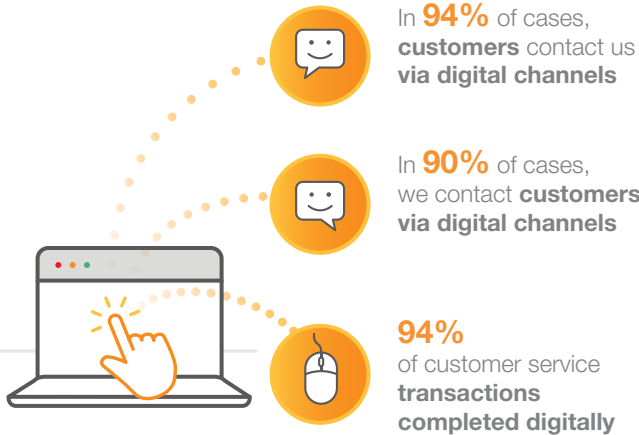 In 94% of cases,
customers contact us
via digital channels
In 90% of cases,
we contact customers
via digital channels
94%
of customer service
transactions
completed digitally